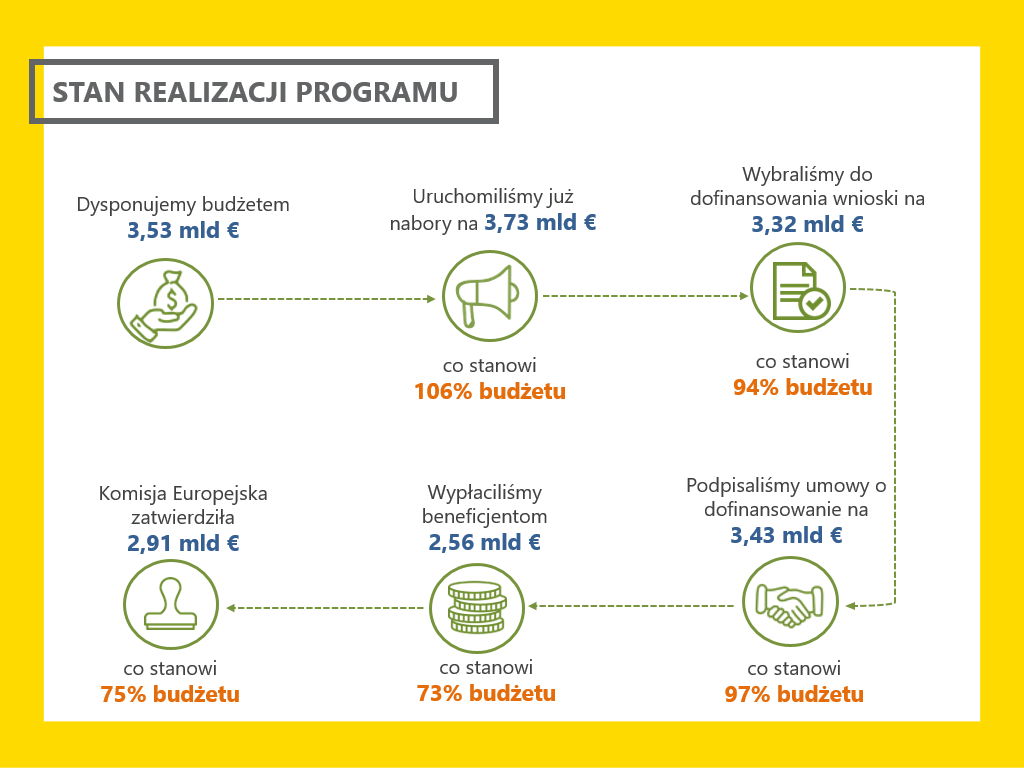 STAN REALIZACJI PROGRAMU
Dysponujemy budżetem
3,53 mld €
Uruchomiliśmy już
nabory na 3,73 mld €
co stanowi
106% budżetu
Wybraliśmy do
dofinansowania wnioski na
3,32 mld €
co stanowi
94% budżetu
Podpisaliśmy umowy o
dofinansowanie na
3,43 mld €
co stanowi
97% budżetu
Wypłaciliśmy
beneficjentom
2,56 mld €
co stanowi
73% budżetu
Komisja Europejska
zatwierdziła
2,91 mld €
co stanowi
75% budżetu